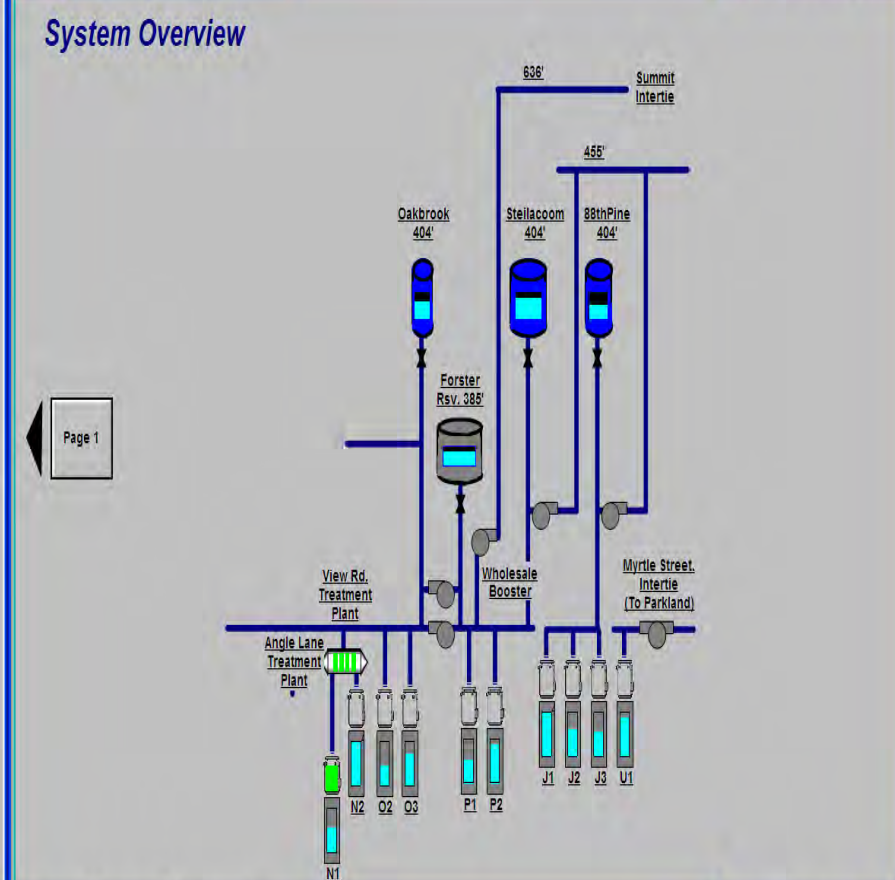 System Overview
636'
Summit
Intertie
455'
Oakbrook
404'
Steilacoom
404'
88thPine
404'
Forster
Rsv. 385'
Page 1
View Rd.
Treatment
Plant
Wholesale
Booster
Myrtle Street.
Intertie
(To Parkland)
Angle Lane
Treatment
Plant
J1
J2
J3
U1
N2
O2
O3
P1
P2
N1